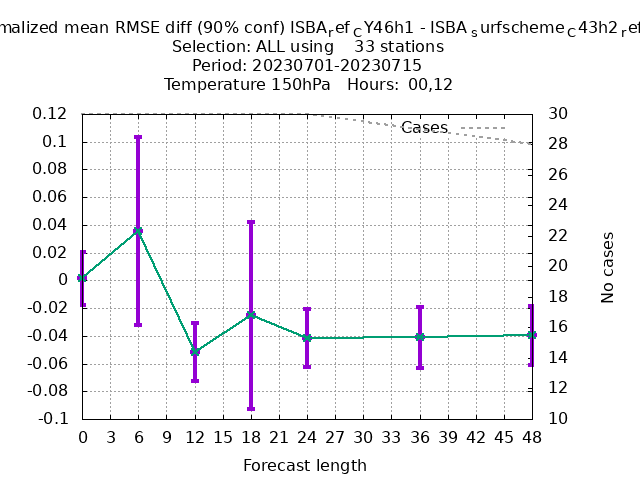 malized mean RMSE diff (90% conf) ISBA_ref_CY46h1 - ISBA_surfscheme_C43h2_ref
Selection: ALL using 33 stations
Period: 20230701-20230715
Temperature 150hPa Hours: 00,12
0.12 30
Cases
0.1 28
0.08 26
0.06 24
0.04 22
0.02 20
0 18
-0.02 16
-0.04 14
-0.06 12
-0.08 10
-0.1
No cases
0 3 6 9 12 15 18 21 24 27 30 33 36 39 42 45 48
Forecast length